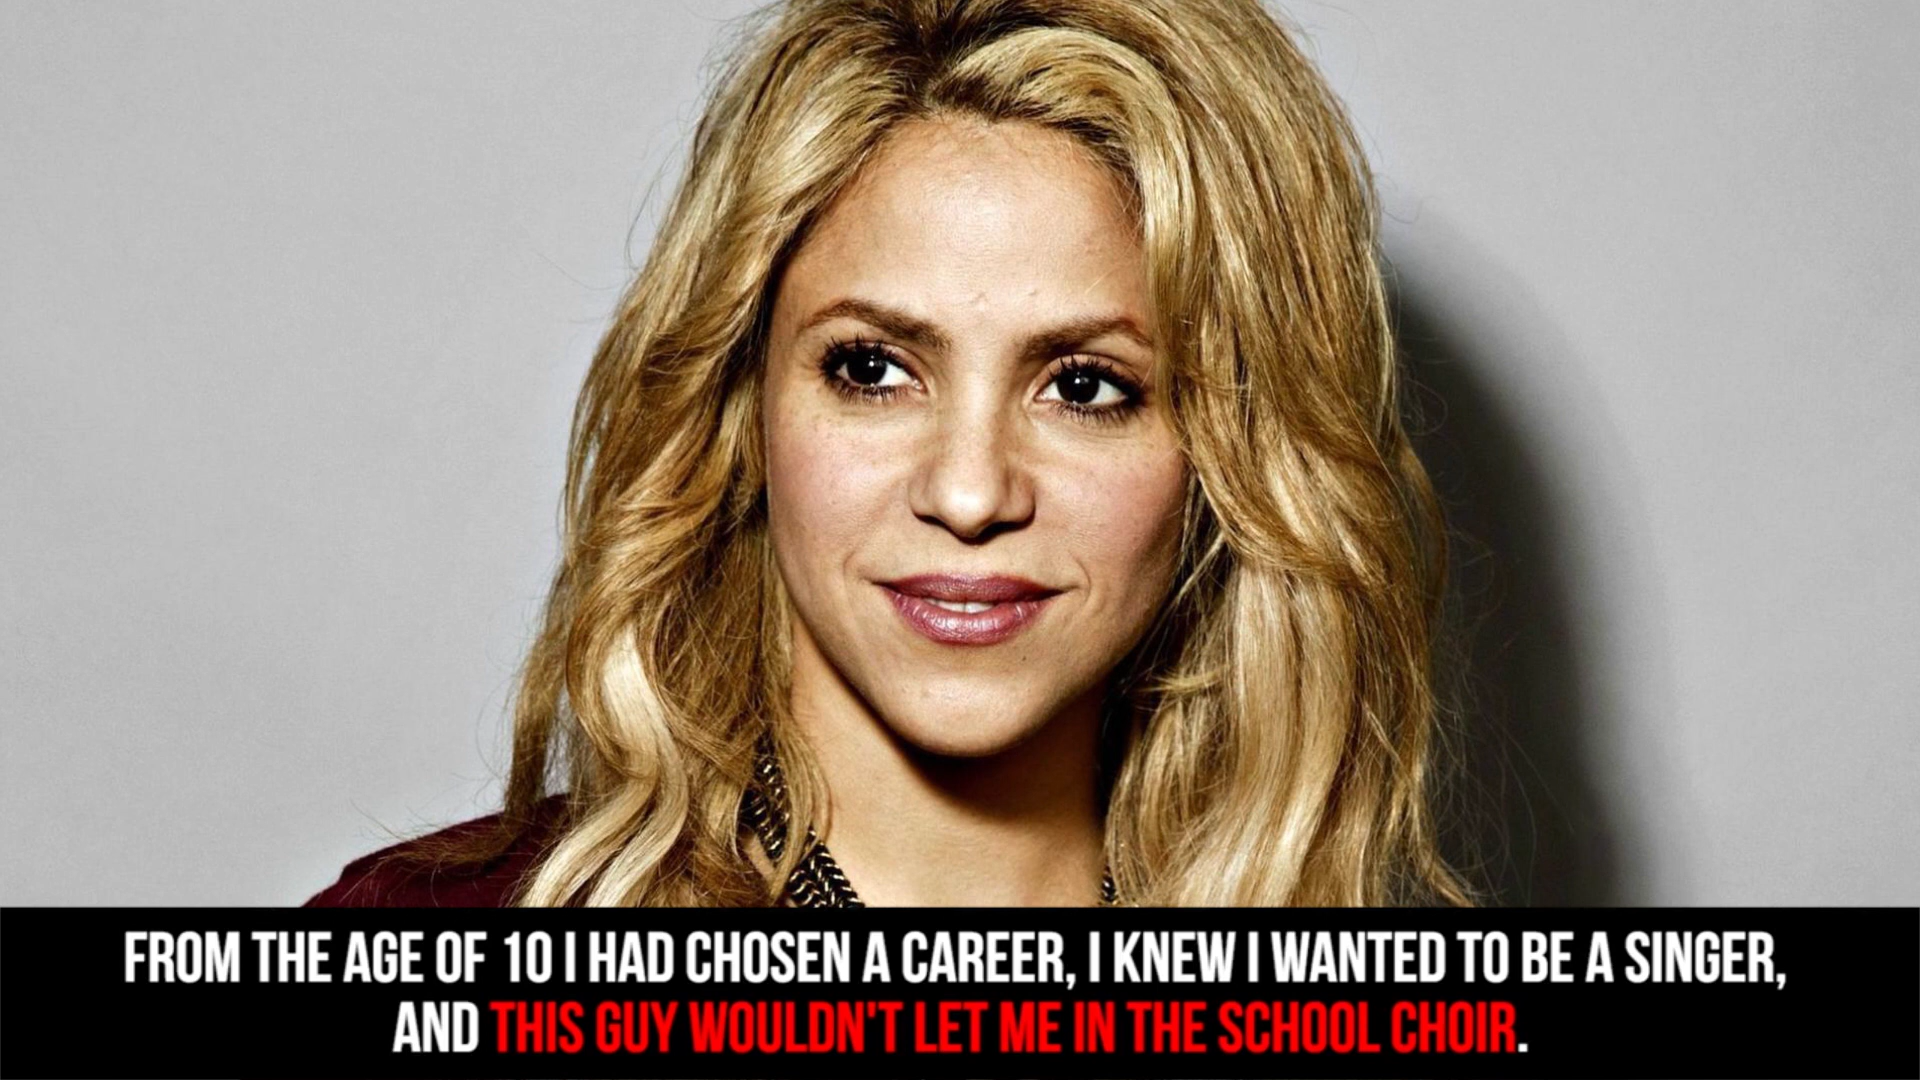 FROM THE AGE OF 10 I HAD CHOSEN A CAREER, I KNEW I WANTED TO BE A SINGER,
AND THIS GUY WOULDN'T LET ME IN THE SCHOOL CHOIR.